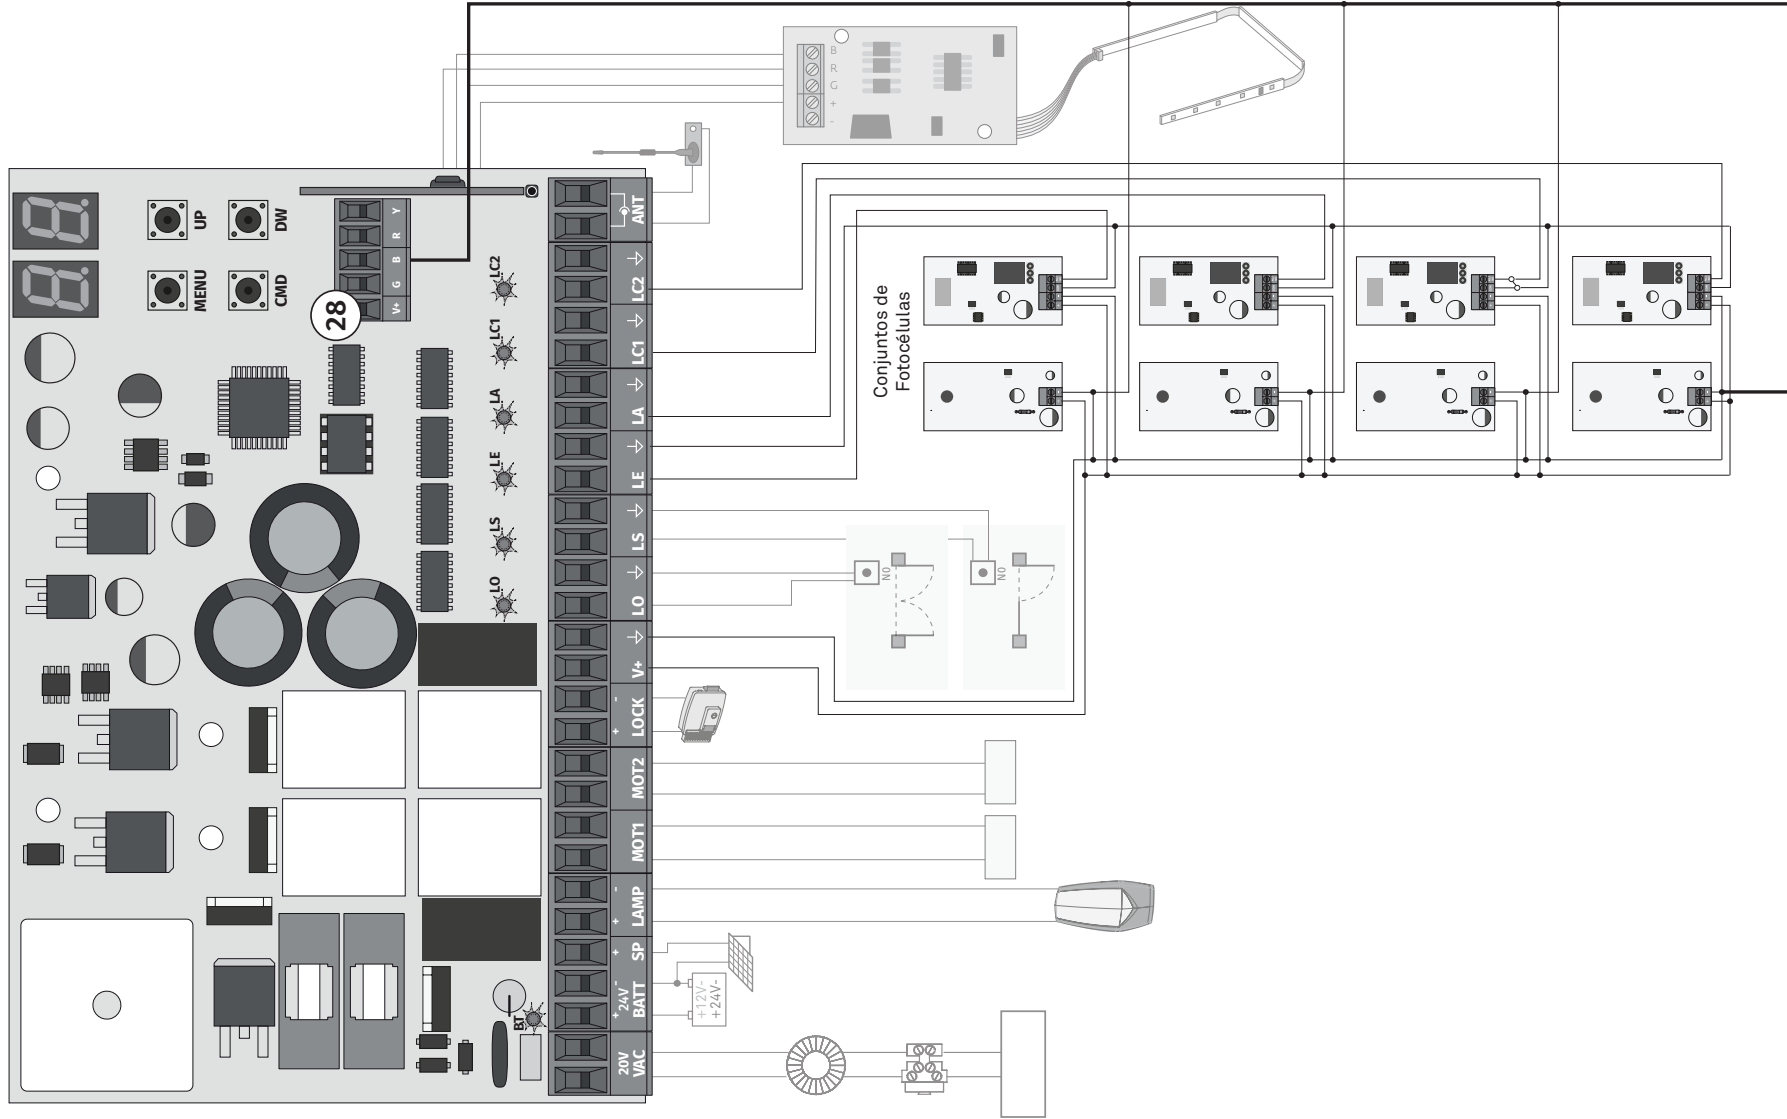 B
R
G
+
-
UP
DW
MENU
CMD
Y
R
B
G
V+
28
LC2
LC1
LA
LE
LS
LO
BT
ANT
LC2
LC1
LA
LE
LS
LO
V+
- LOCK +
MOT2
MOT1
- LAMP +
+ SP
- 24V +
BATT
20V
VAC
Conjuntos de
Fotocélulas
NO
NO
+12V-
+24V-